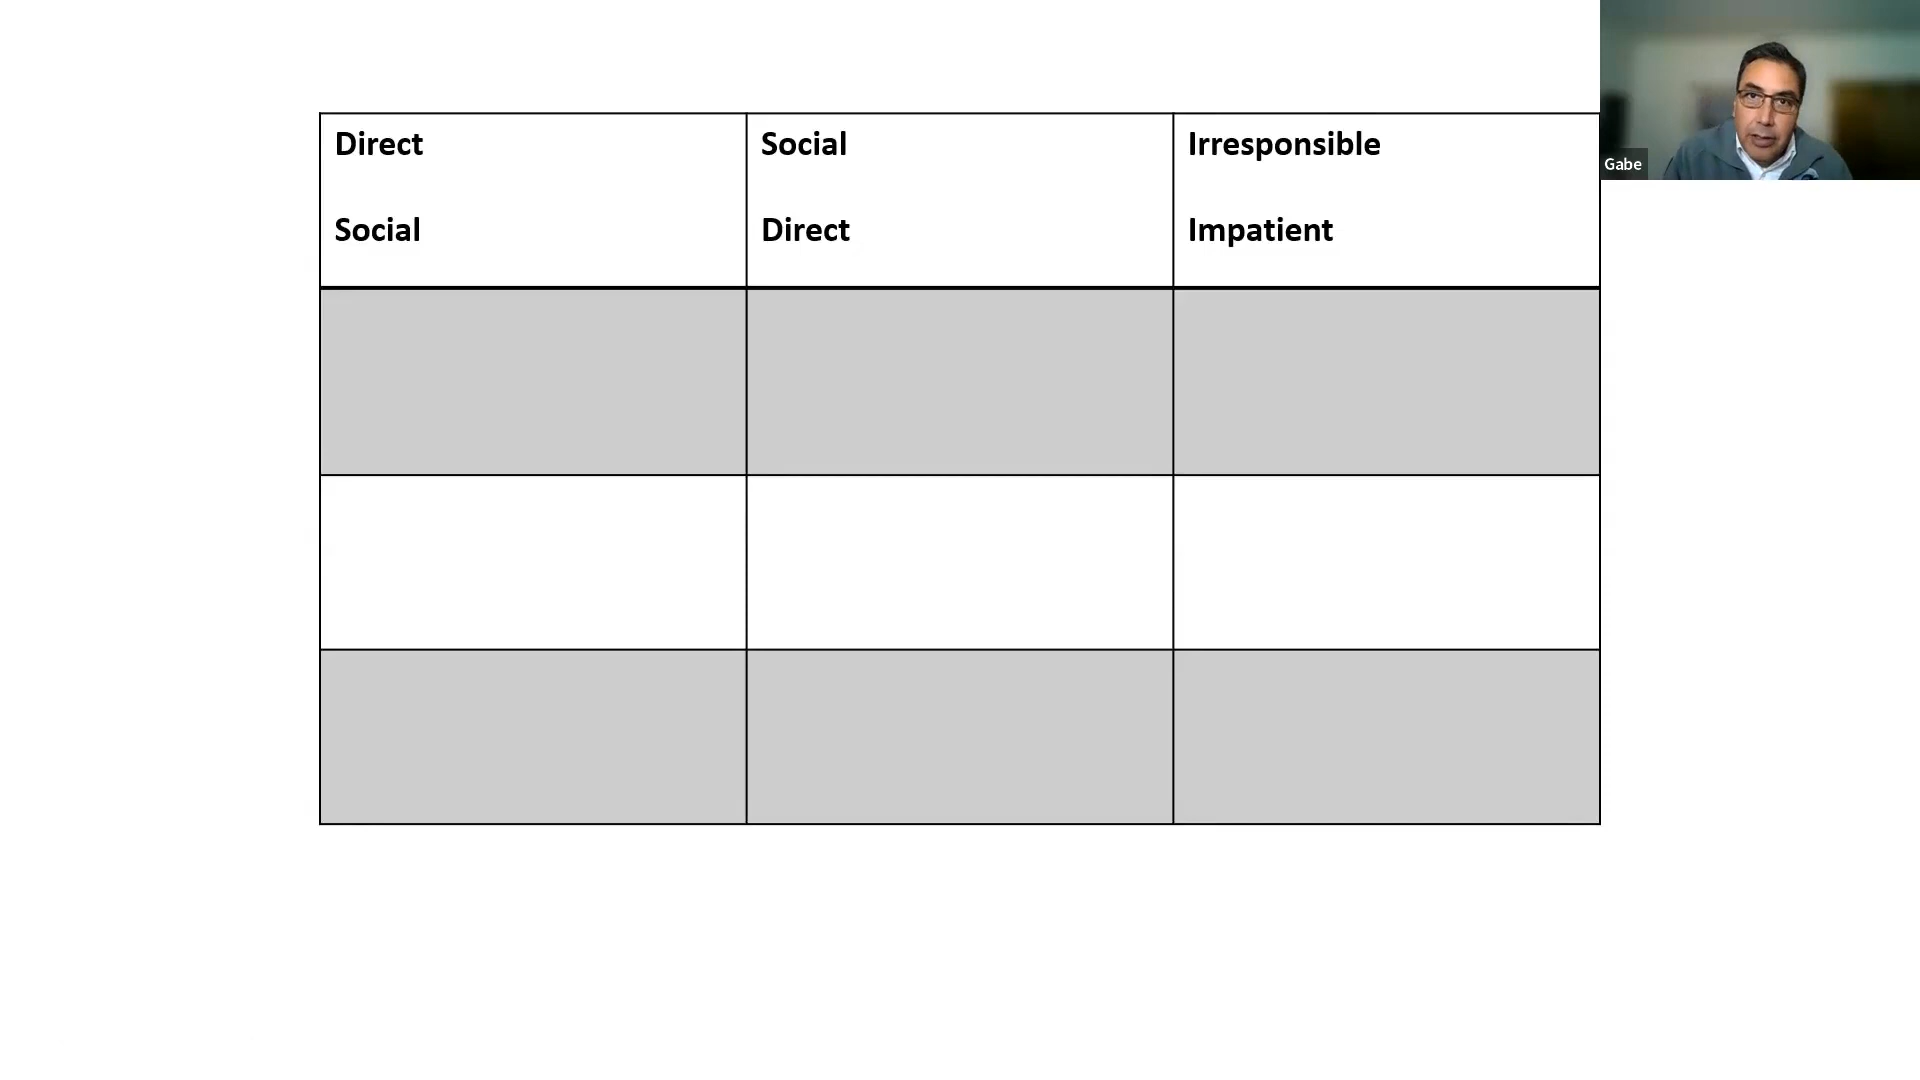 Direct
Social
Irresponsible
Social
Direct
Impatient
Gabe